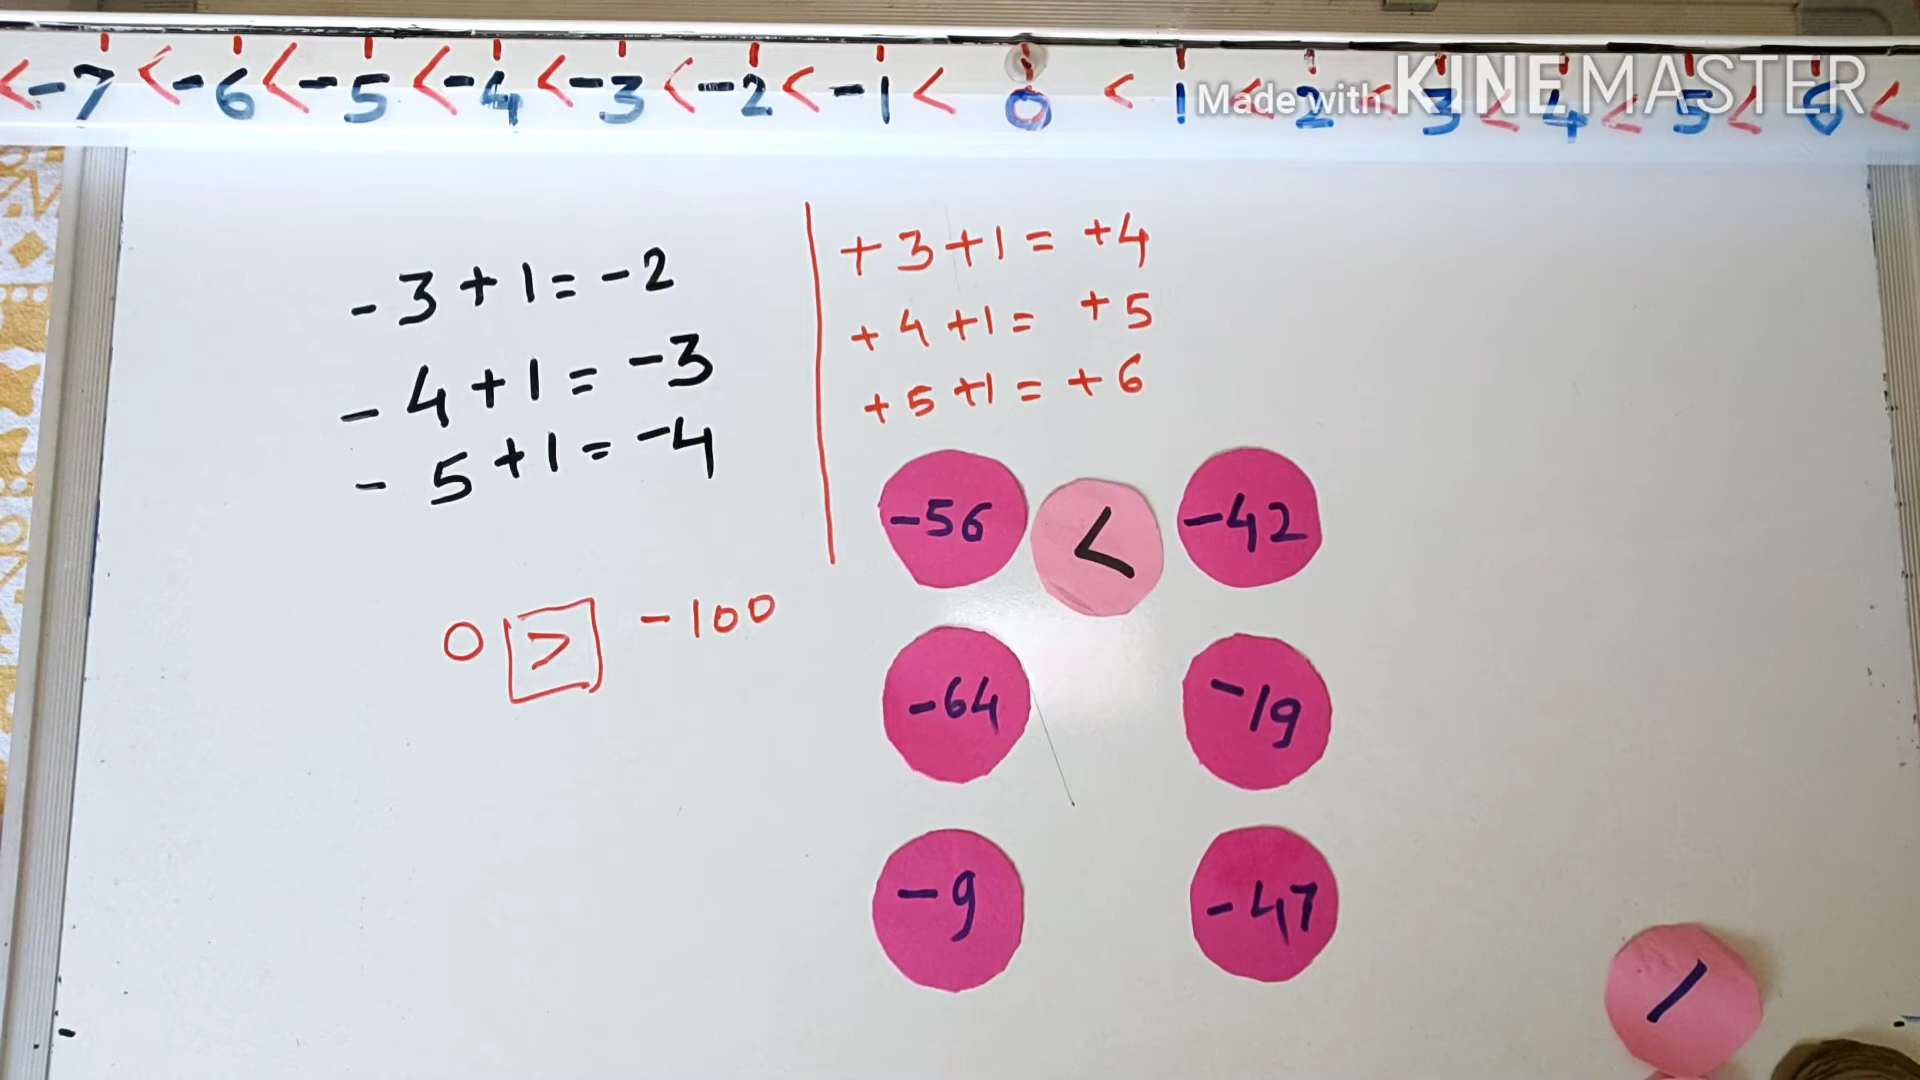 < -7 < -6 < -5 < -4 < -3 < -2 < -1 < 0 < 1 < 2 < 3 < 4 < 5 < 6 <
Made with KINEMASTER
-3+1=-2
-4+1=-3
-5+1=-4
+3+1=+4
+4+1=+5
+5+1=+6
0 > -100
-56 < -42
-64 -19
-9 -47